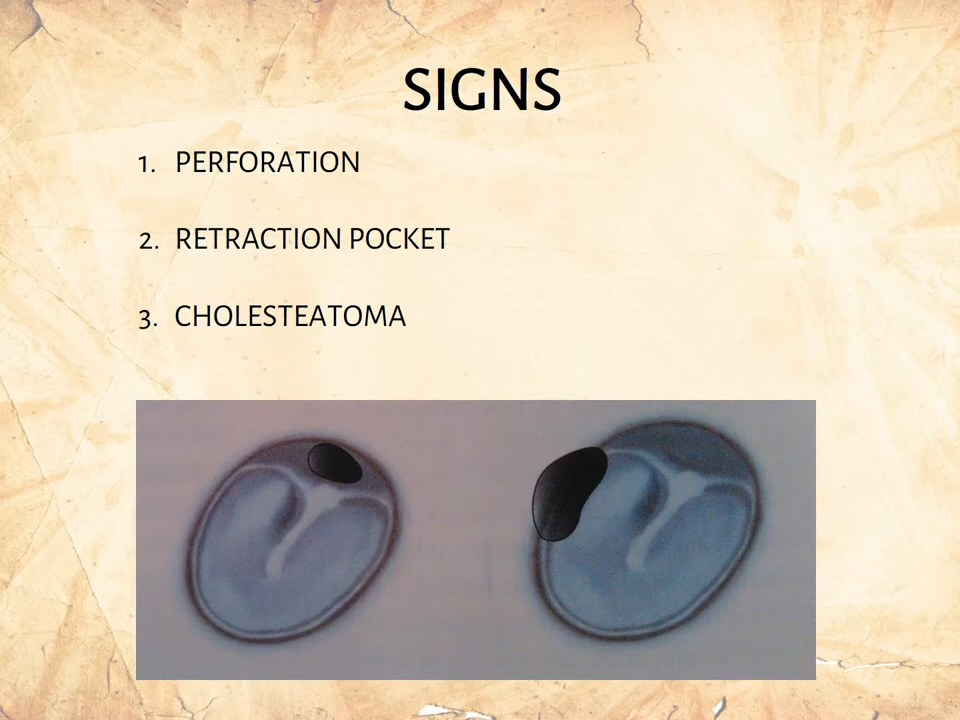 SIGNS
1. PERFORATION
2. RETRACTION POCKET
3. CHOLESTEATOMA